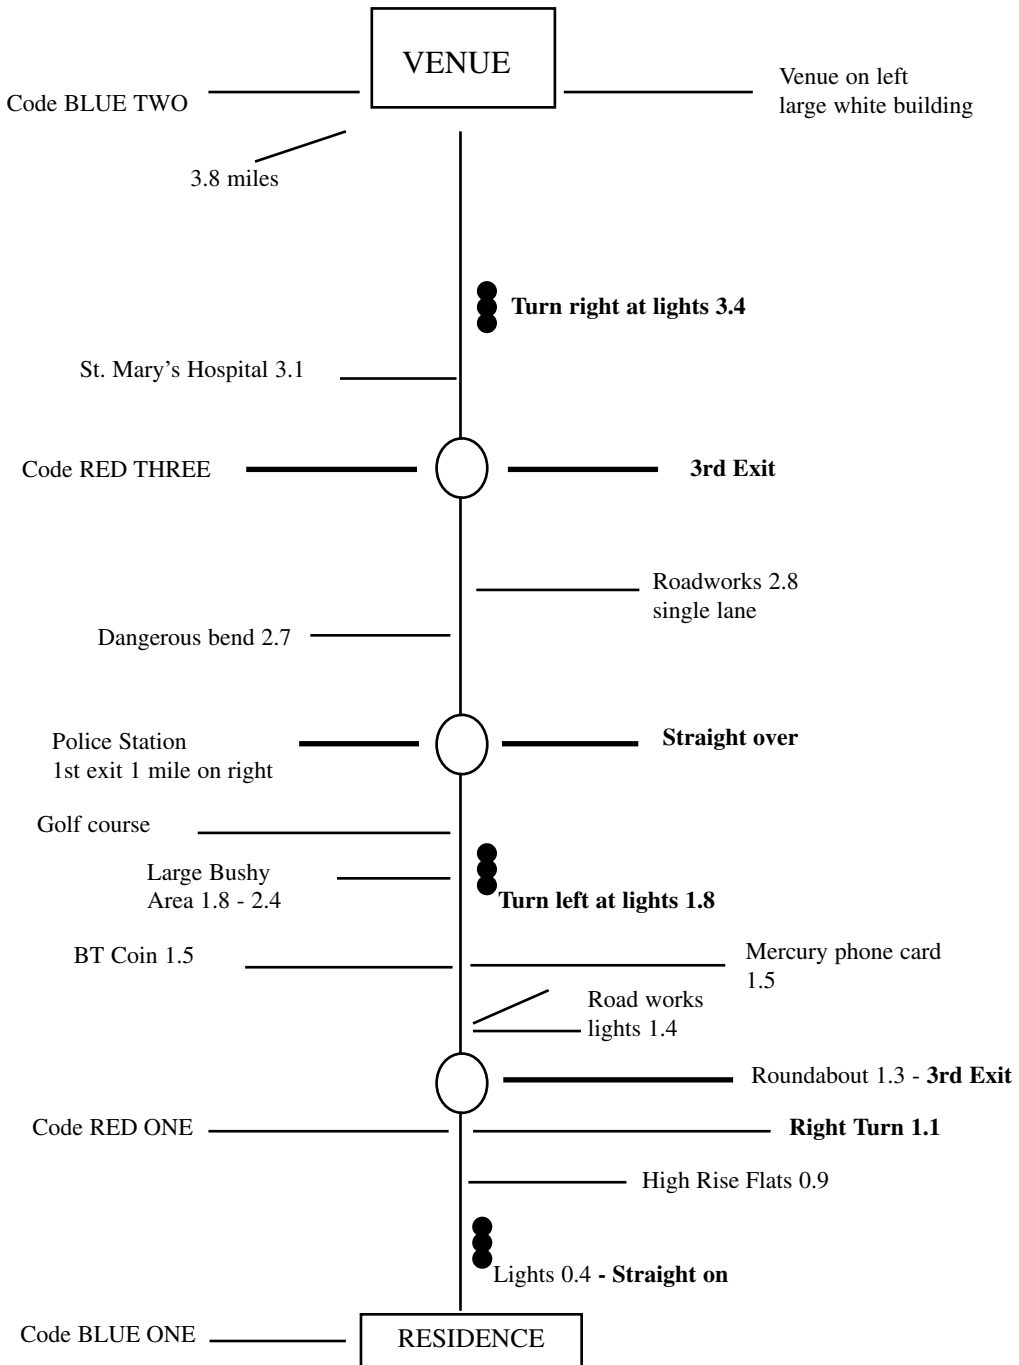 VENUE
Code BLUE TWO
Venue on left
large white building
3.8 miles
Turn right at lights 3.4
St. Mary’s Hospital 3.1
Code RED THREE
3rd Exit
Roadworks 2.8
single lane
Dangerous bend 2.7
Straight over
Police Station
1st exit 1 mile on right
Golf course
Large Bushy
Area 1.8 - 2.4
Turn left at lights 1.8
BT Coin 1.5
Mercury phone card
1.5
Road works
lights 1.4
Roundabout 1.3 - 3rd Exit
Code RED ONE
Right Turn 1.1
High Rise Flats 0.9
Lights 0.4 - Straight on
Code BLUE ONE
RESIDENCE